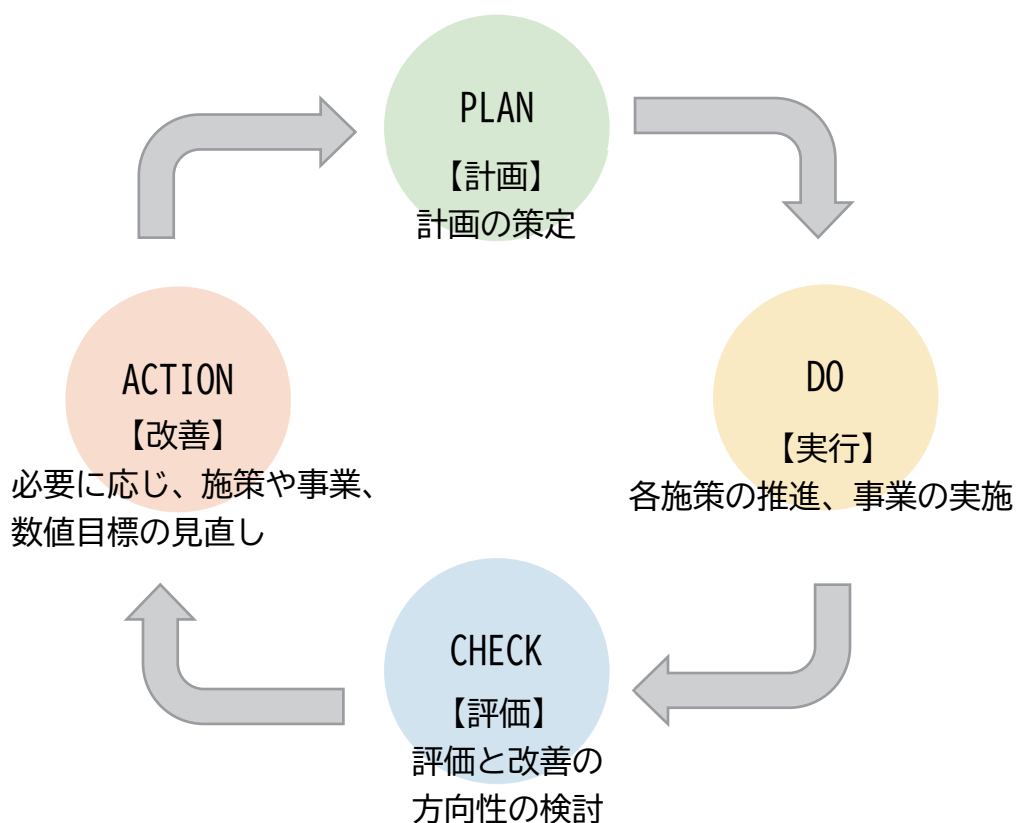 PLAN
【計画】
計画の策定
DO
【実行】
各施策の推進、事業の実施
CHECK
【評価】
評価と改善の
方向性の検討
ACTION
【改善】
必要に応じ、施策や事業、
数値目標の見直し